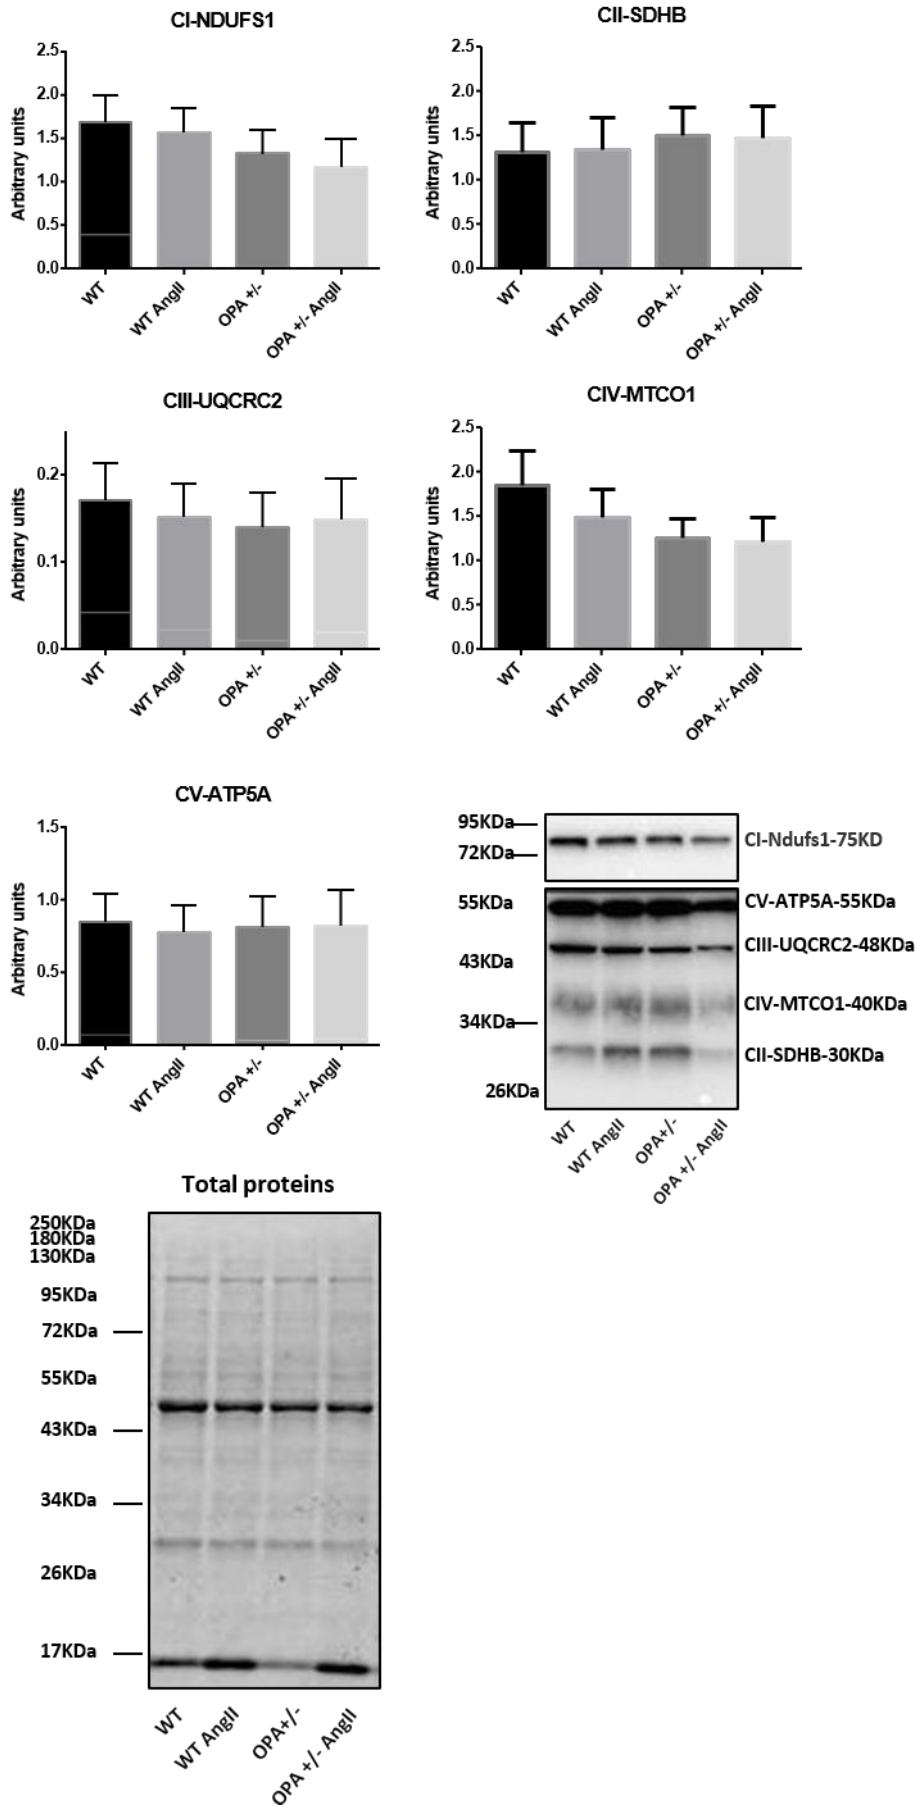 CI-NDUFS1
2.5
2.0
1.5
1.0
0.5
0.0
Arbitrary units
WT
WT AngII
OPA +/-
OPA +/- AngII
CII-SDHB
2.5
2.0
1.5
1.0
0.5
0.0
Arbitrary units
WT
WT AngII
OPA +/-
OPA +/- AngII
CIII-UQCRC2
0.2
0.1
0.0
Arbitrary units
WT
WT AngII
OPA +/-
OPA +/- AngII
CIV-MTCO1
2.5
2.0
1.5
1.0
0.5
0.0
Arbitrary units
WT
WT AngII
OPA +/-
OPA +/- AngII
CV-ATP5A
1.5
1.0
0.5
0.0
Arbitrary units
WT
WT AngII
OPA +/-
OPA +/- AngII
95KDa
72KDa
55KDa
43KDa
34KDa
26KDa
CI-Ndufs1-75KD
CV-ATP5A-55KDa
CIII-UQCRC2-48KDa
CIV-MTCO1-40KDa
CII-SDHB-30KDa
WT
WT AngII
OPA+/-
OPA +/- AngII
Total proteins
250KDa
180KDa
130KDa
95KDa
72KDa
55KDa
43KDa
34KDa
26KDa
17KDa
WT
WT AngII
OPA+/-
OPA +/- AngII